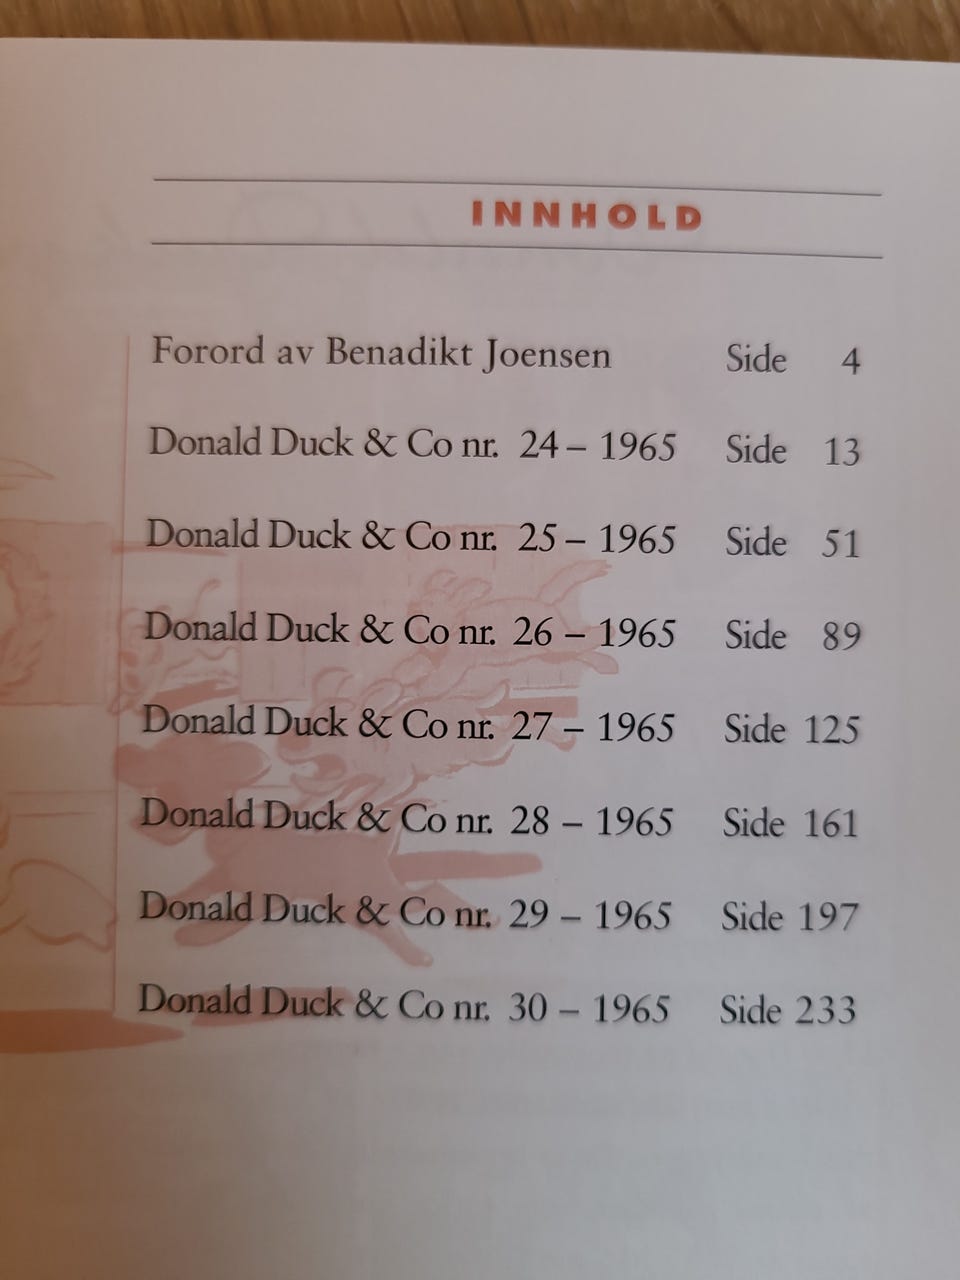 INNHOLD
Forord av Benadikt Joensen Side 4
Donald Duck & Co nr. 24 – 1965 Side 13
Donald Duck & Co nr. 25 – 1965 Side 51
Donald Duck & Co nr. 26 – 1965 Side 89
Donald Duck & Co nr. 27 – 1965 Side 125
Donald Duck & Co nr. 28 – 1965 Side 161
Donald Duck & Co nr. 29 – 1965 Side 197
Donald Duck & Co nr. 30 – 1965 Side 233